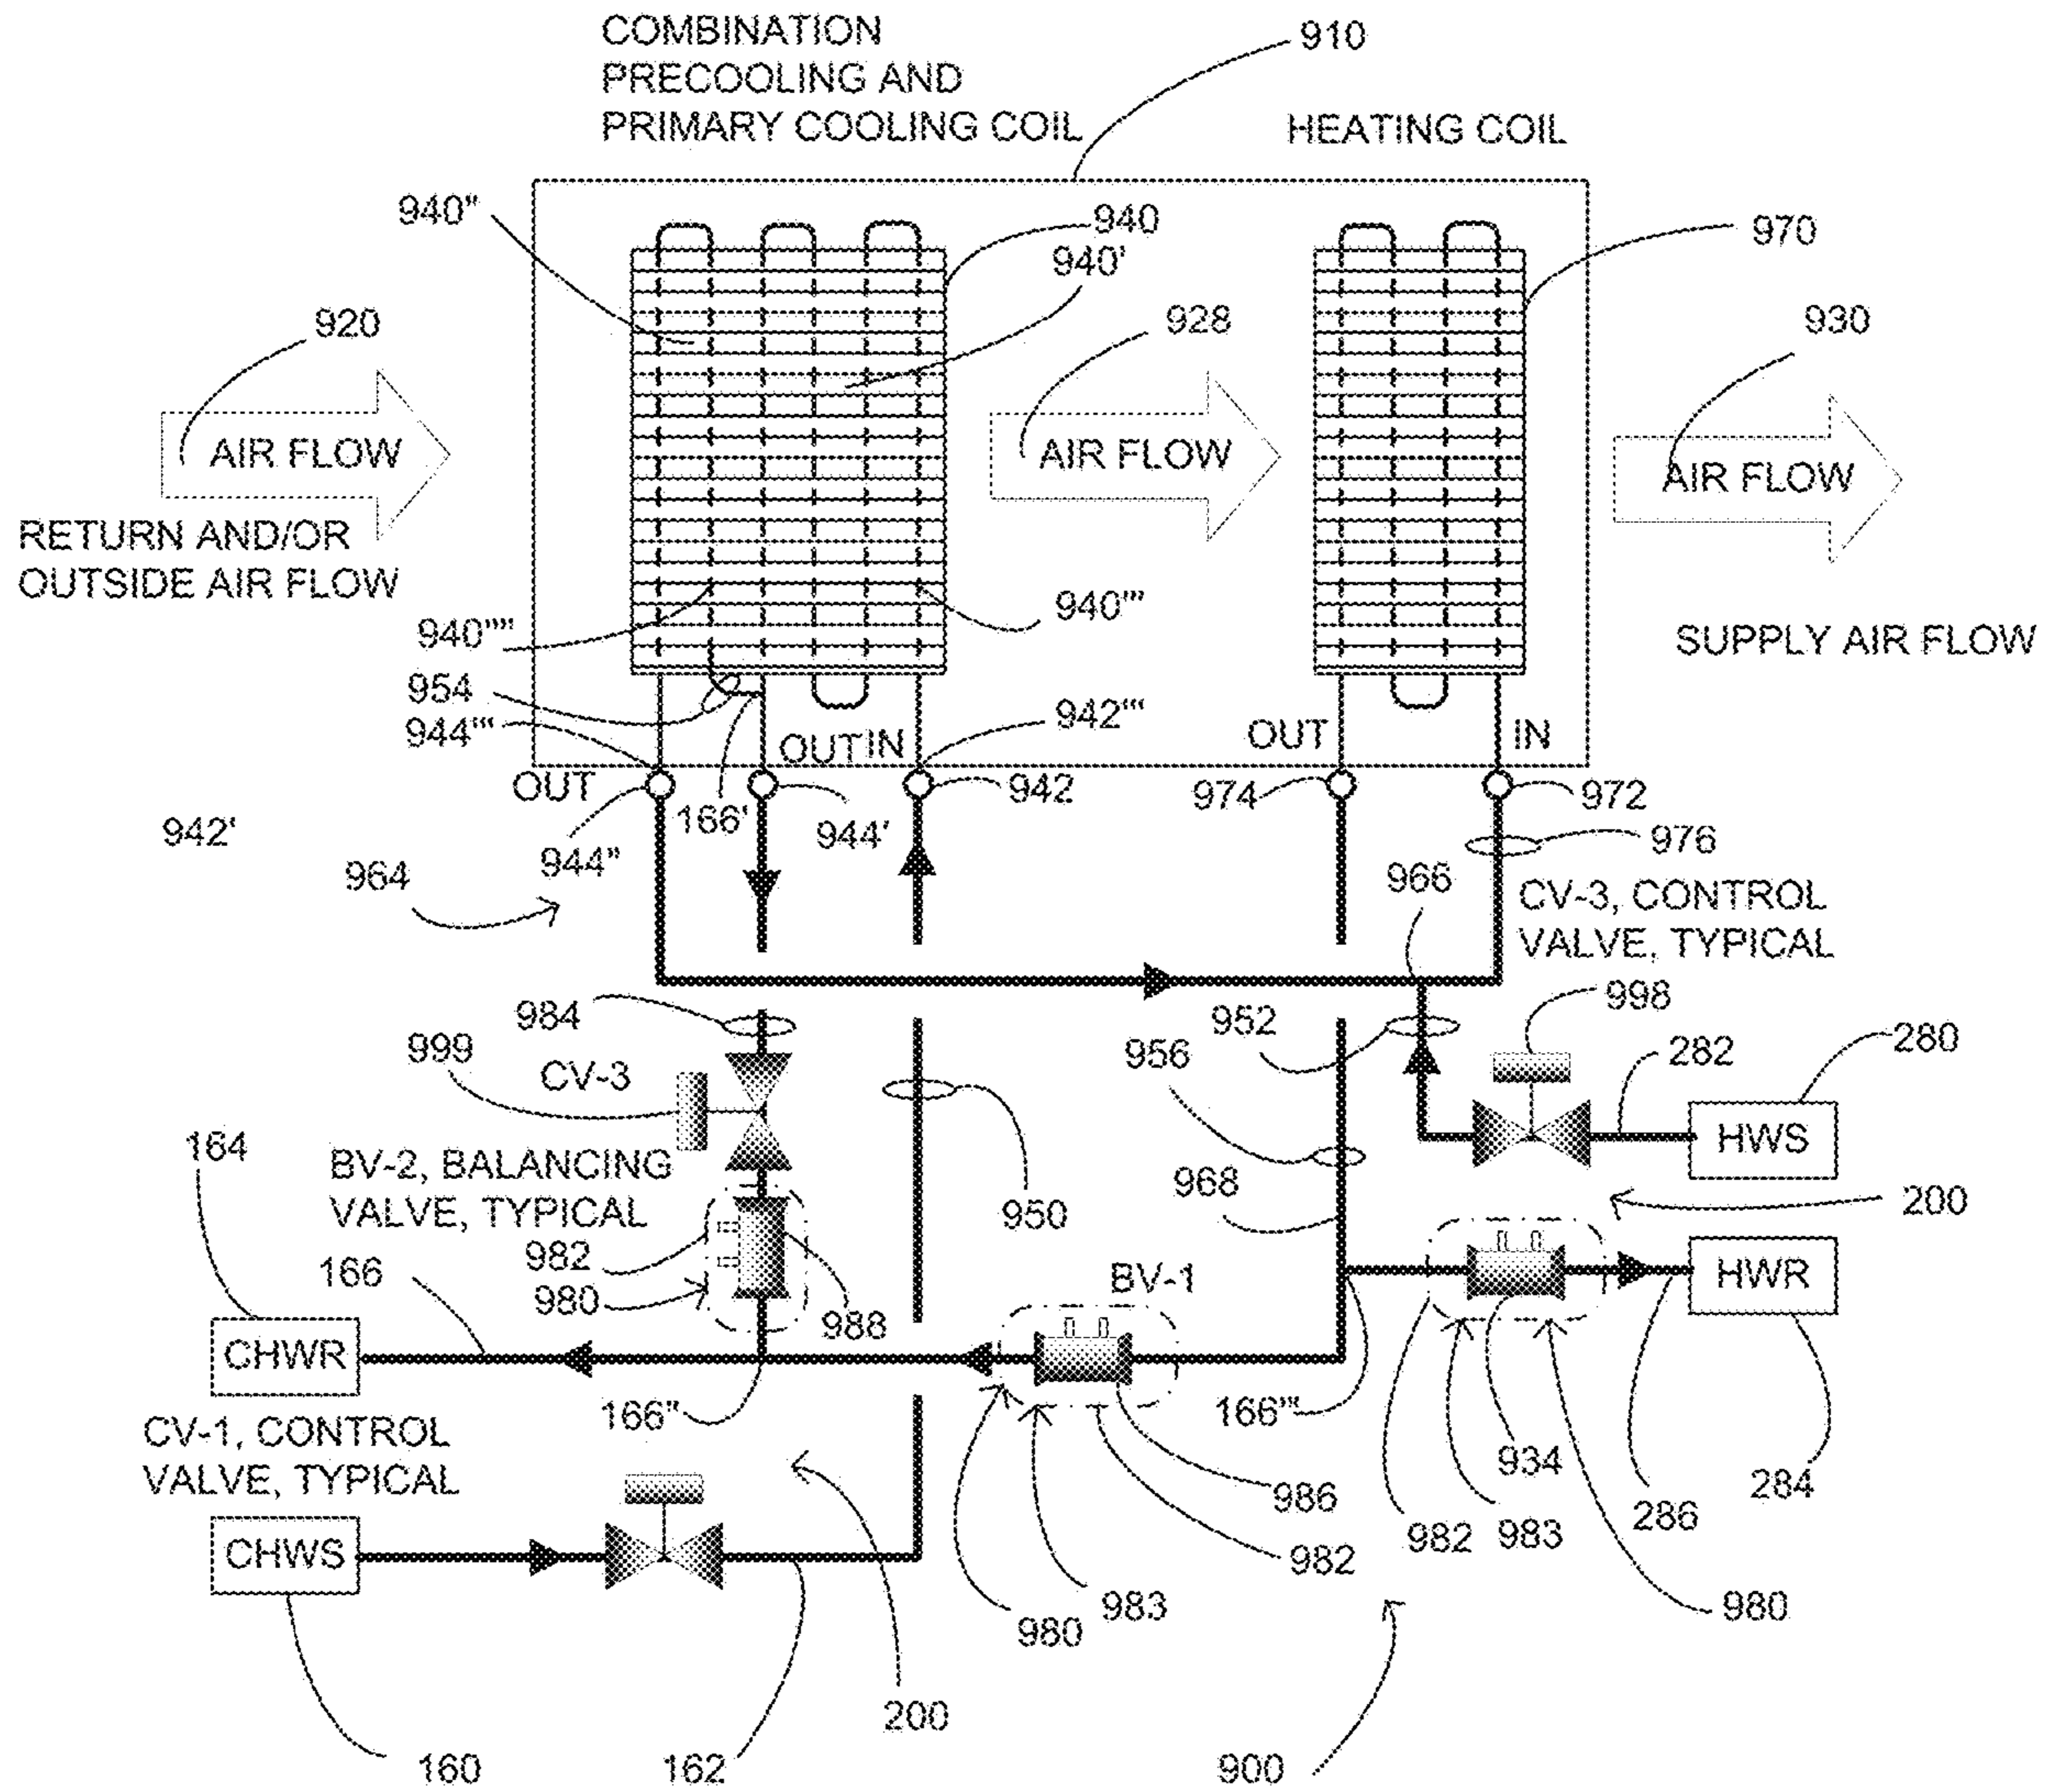 COMBINATION
PRECOOLING AND
PRIMARY COOLING COIL
910
HEATING COIL
940"
940
940'
970
920
928
930
AIR FLOW
AIR FLOW
AIR FLOW
RETURN AND/OR
OUTSIDE AIR FLOW
940""
940'"
SUPPLY AIR FLOW
954
944'"
942'"
OUT IN
OUT
IN
OUT
942
974
972
166'
944'
942'
944"
976
964
966
CV-3, CONTROL
VALVE, TYPICAL
984
952
998
999
CV-3
956
282
280
164
HWS
BV-2, BALANCING
VALVE, TYPICAL
968
950
200
982
166
980
988
BV-1
HWR
CHWR
166"
166'"
CV-1, CONTROL
VALVE, TYPICAL
934
986
284
286
982
983
982
CHWS
983
980
980
200
160
162
900